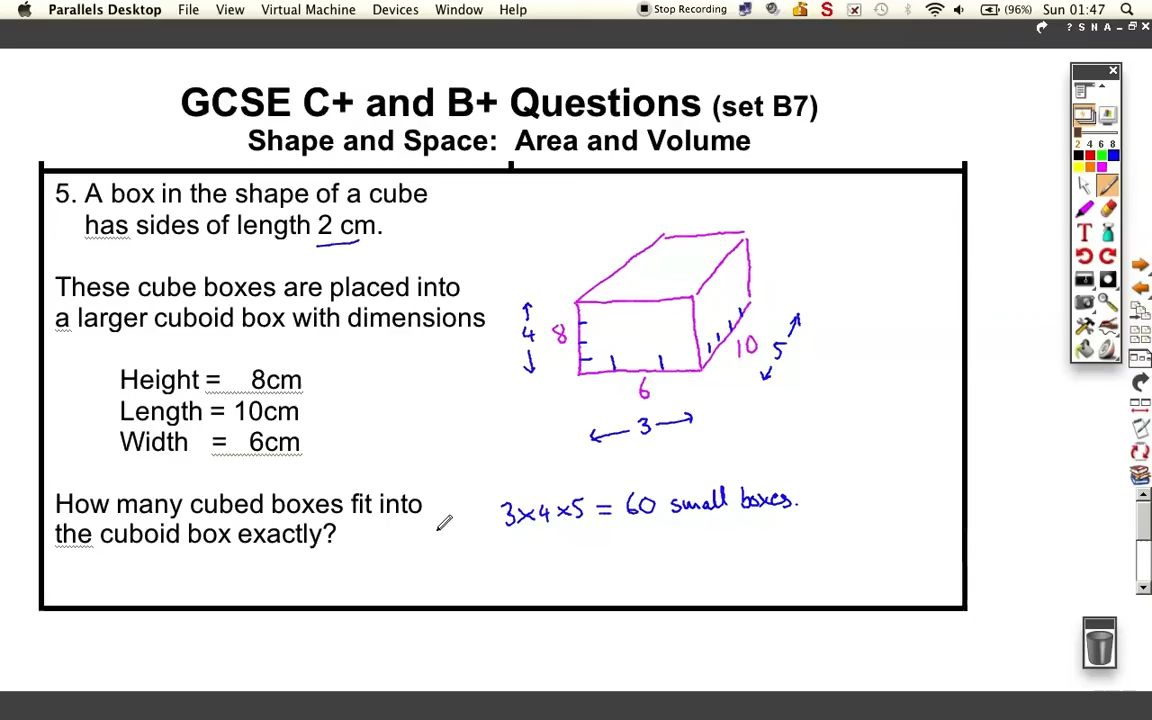 Parallels Desktop File View Virtual Machine Devices Window Help Stop Recording (96%) Sun 01:47
? S N A
GCSE C+ and B+ Questions (set B7)
Shape and Space: Area and Volume
2 4 6 8
5. A box in the shape of a cube
has sides of length 2 cm.
These cube boxes are placed into
a larger cuboid box with dimensions
Height = 8cm
Length = 10cm
Width = 6cm
4 8
10 5
6
3
How many cubed boxes fit into
the cuboid box exactly?
3×4×5 = 60 small boxes.